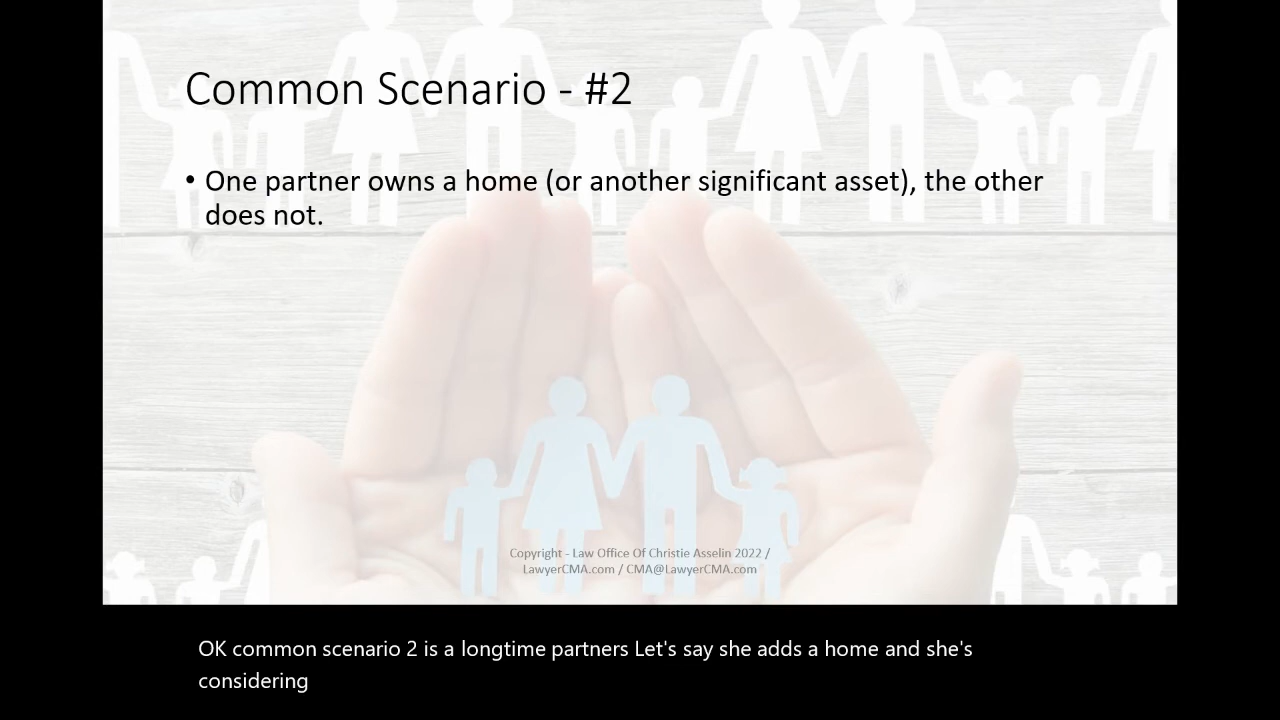 Common Scenario - #2
• One partner owns a home (or another significant asset), the other
does not.
Copyright - Law Office Of Christie Asselin 2022 /
LawyerCMA.com / CMA@LawyerCMA.com
OK common scenario 2 is a longtime partners Let's say she adds a home and she's
considering